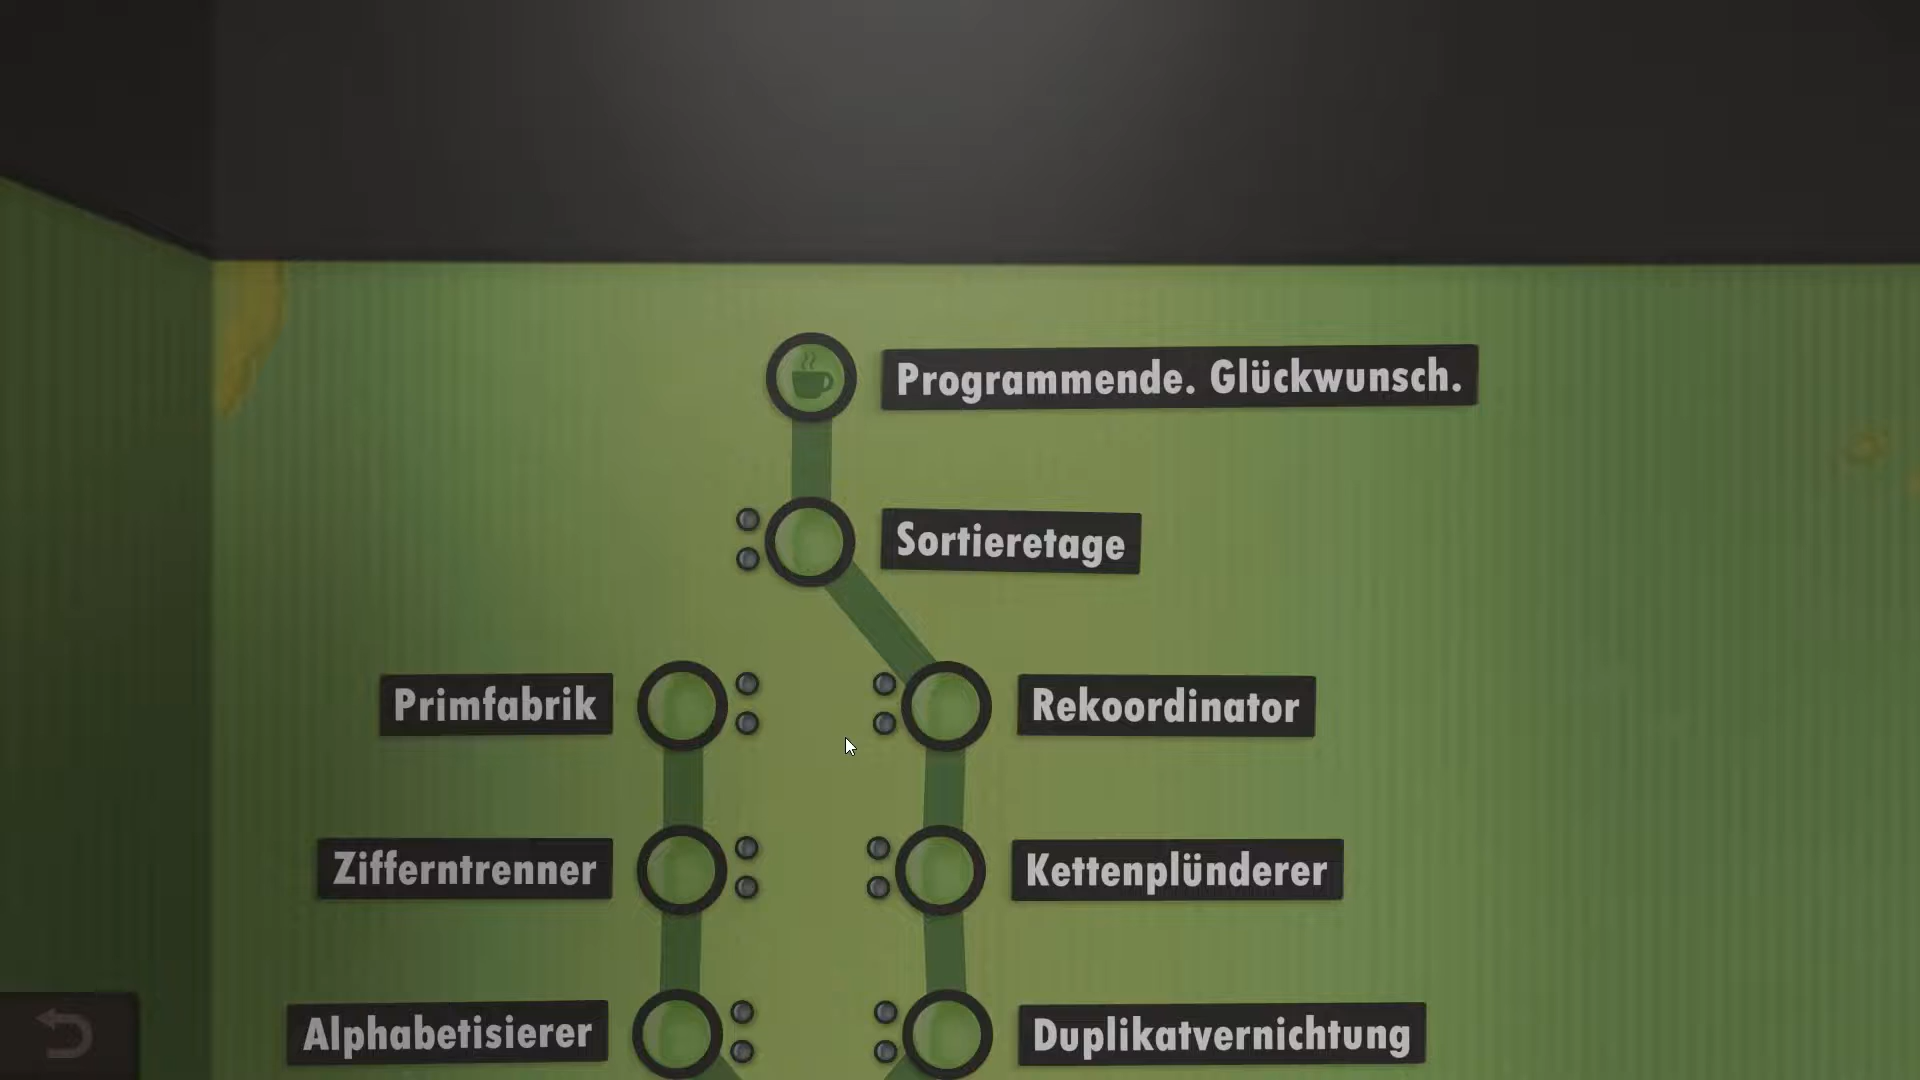 Programmende. Glückwunsch.
Sortieretage
Primfabrik
Rekoordinator
Zifferntrenner
Kettenplünderer
Alphabetisierer
Duplikatvernichtung